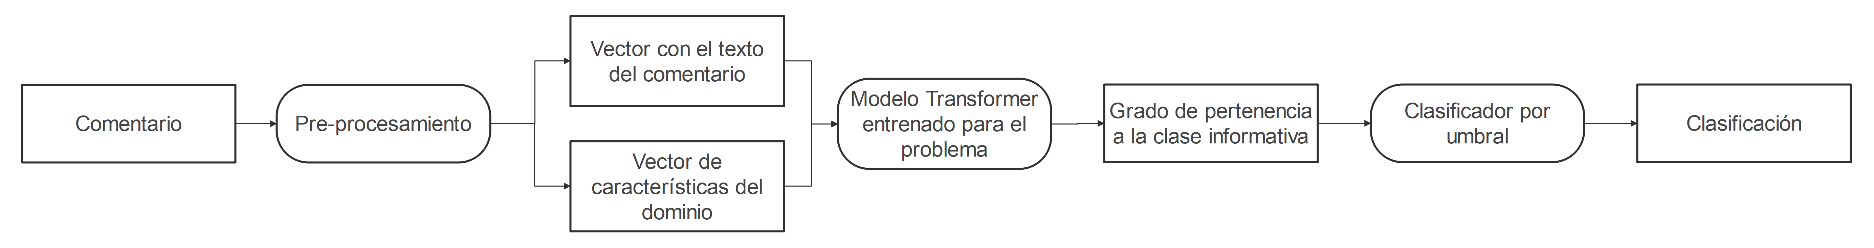 Comentario
Pre-procesamiento
Vector con el texto
del comentario
Vector de
características del
dominio
Modelo Transformer
entrenado para el
problema
Grado de pertenencia
a la clase informativa
Clasificador por
umbral
Clasificación